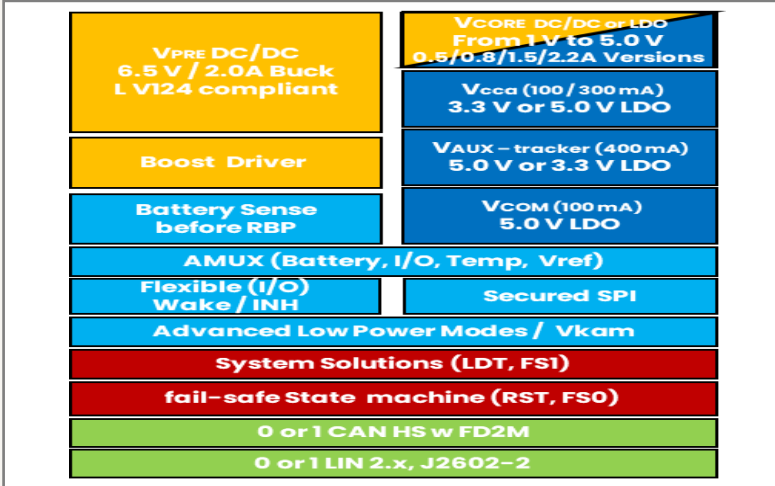 VPRE DC/DC
6.5 V / 2.0A Buck
L V124 compliant
VCORE DC/DC or LDO
From 1 V to 5.0 V
0.5/0.8/1.5/2.2A Versions
Vcca (100/300 mA)
3.3 V or 5.0 V LDO
Boost Driver
VAUX – tracker (400 mA)
5.0 V or 3.3 V LDO
Battery Sense
before RBP
VCOM (100 mA)
5.0 V LDO
AMUX (Battery, I/O, Temp, Vref)
Flexible (I/O)
Wake / INH
Secured SPI
Advanced Low Power Modes / Vkam
System Solutions (LDT, FS1)
fail-safe State machine (RST, FS0)
0 or 1 CAN HS w FD2M
0 or 1 LIN 2.x, J2602-2